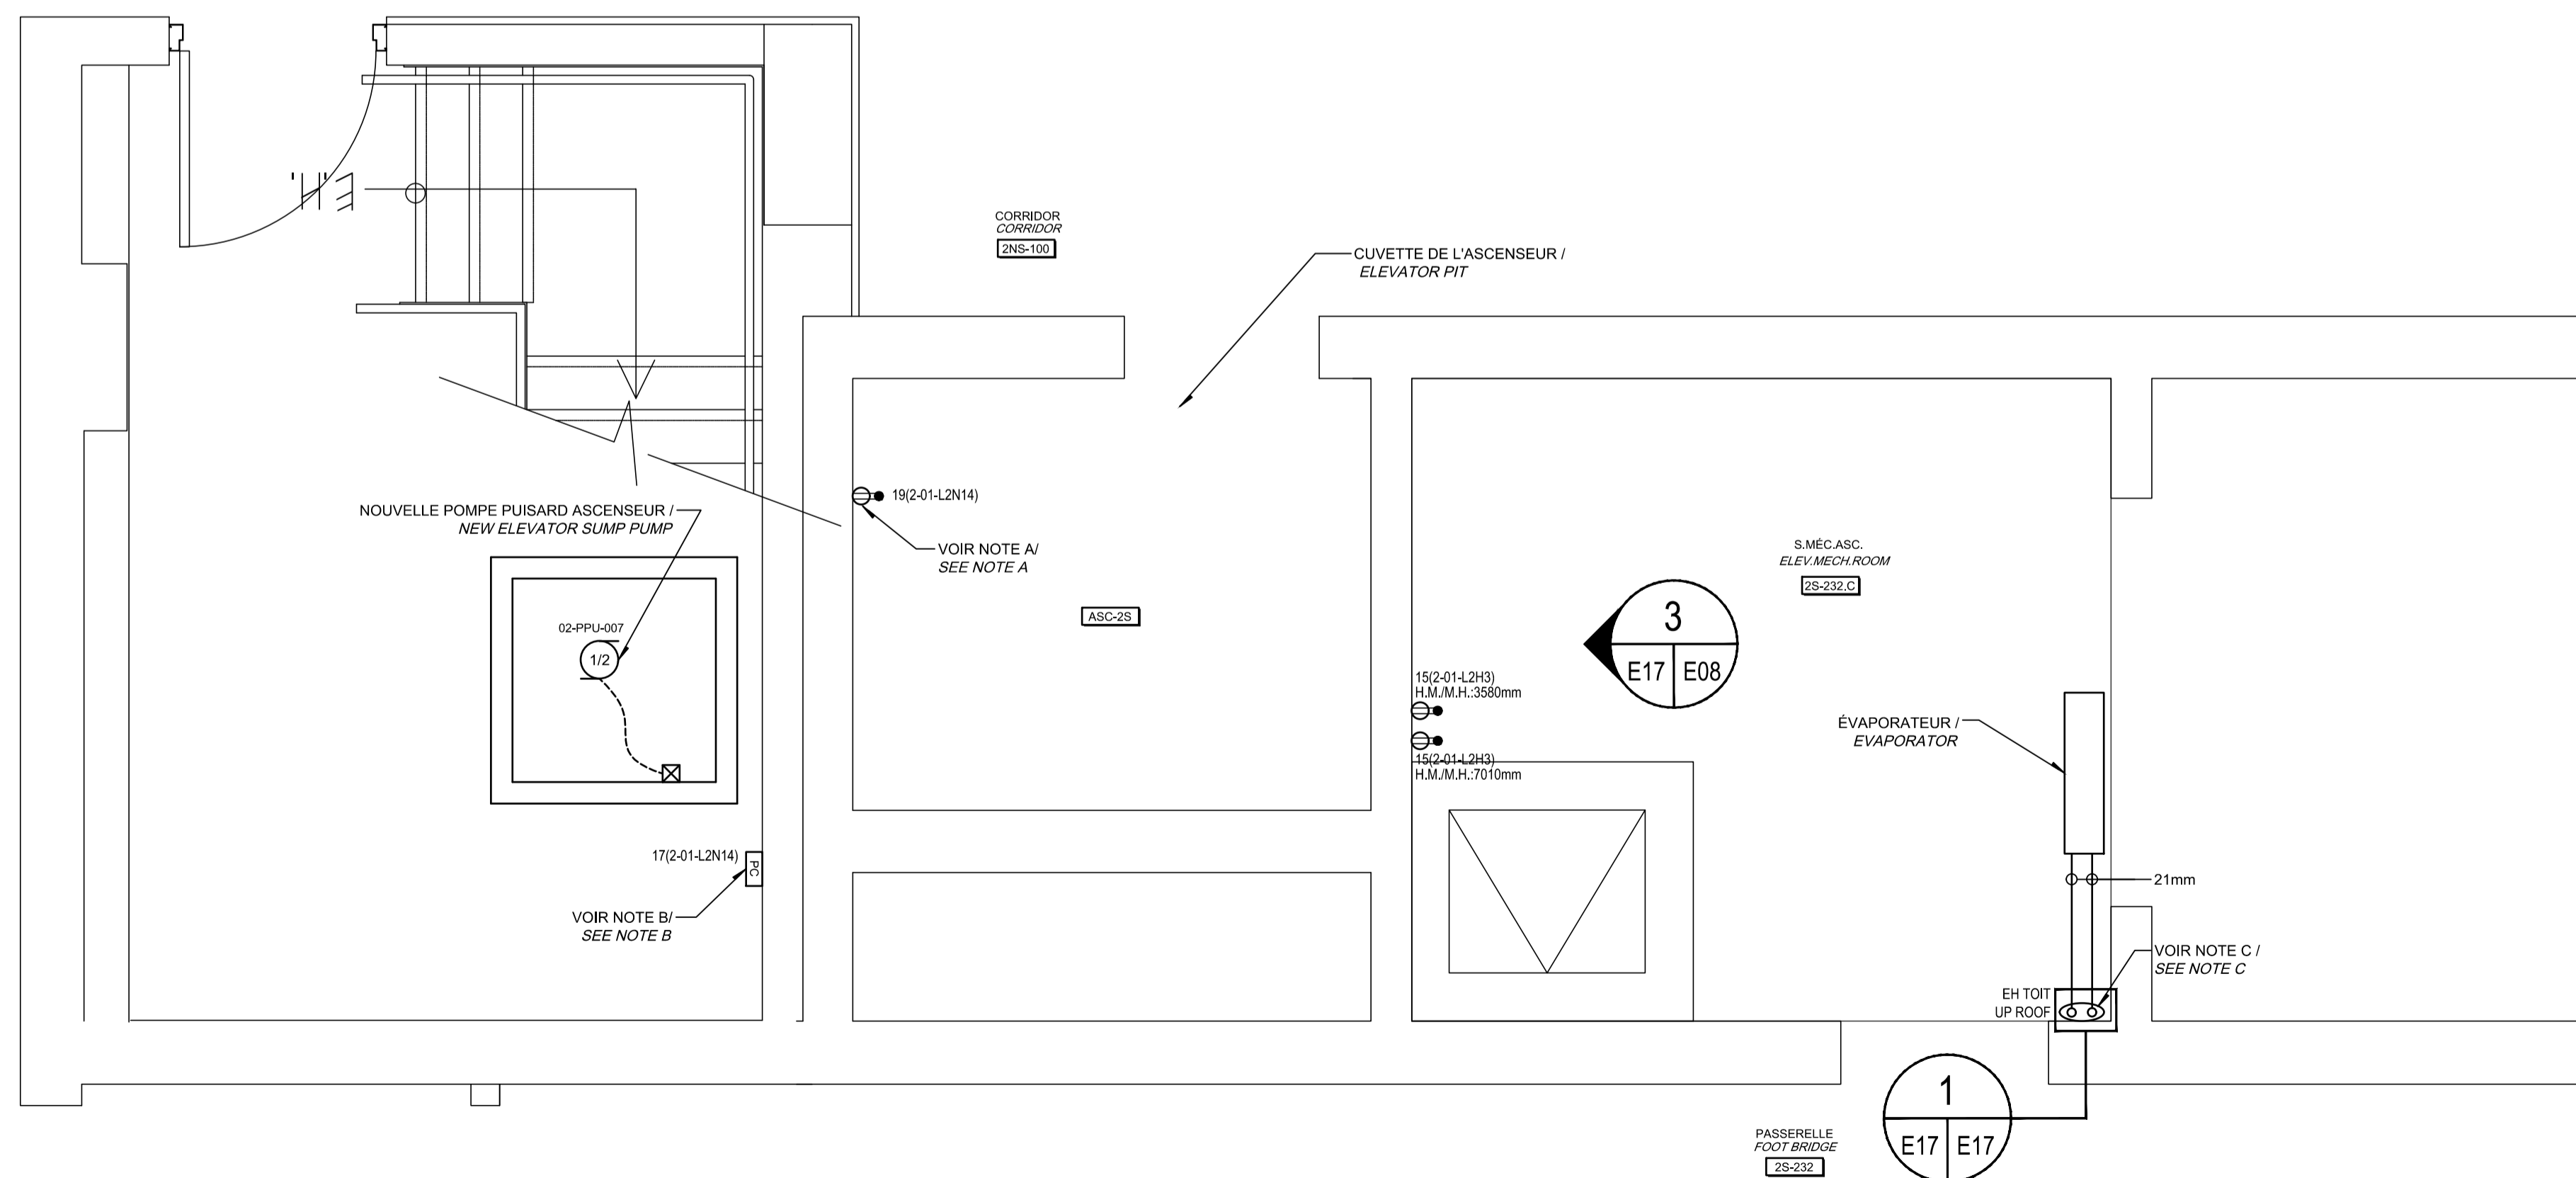 CORRIDOR
CORRIDOR
2NS-100
CUVETTE DE L'ASCENSEUR /
ELEVATOR PIT
19(2-01-L2N14)
NOUVELLE POMPE PUISARD ASCENSEUR /
NEW ELEVATOR SUMP PUMP
VOIR NOTE A/
SEE NOTE A
S.MÉC.ASC.
ELEV.MECH.ROOM
2S-232.C
ASC-2S
02-PPU-007
1/2
3
E17 E08
15(2-01-L2H3)
H.M./M.H.:3580mm
15(2-01-L2H3)
H.M./M.H.:7010mm
ÉVAPORATEUR /
EVAPORATOR
17(2-01-L2N14)
PC
21mm
VOIR NOTE B/
SEE NOTE B
VOIR NOTE C /
SEE NOTE C
EH TOIT
UP ROOF
1
E17 E17
PASSERELLE
FOOT BRIDGE
2S-232